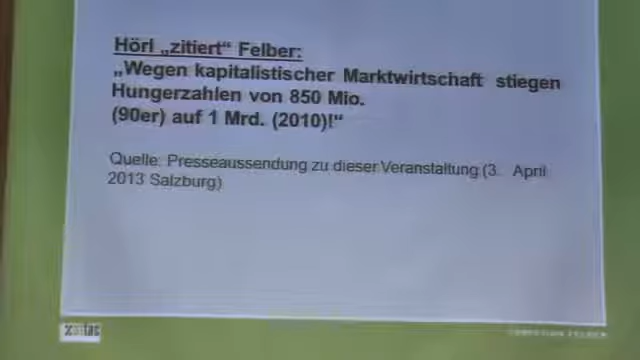 Hörl „zitiert" Felber:
„Wegen kapitalistischer Marktwirtschaft stiegen
Hungerzahlen von 850 Mio.
(90er) auf 1 Mrd. (2010)!"
Quelle: Presseaussendung zu dieser Veranstaltung (3. April
2013 Salzburg)